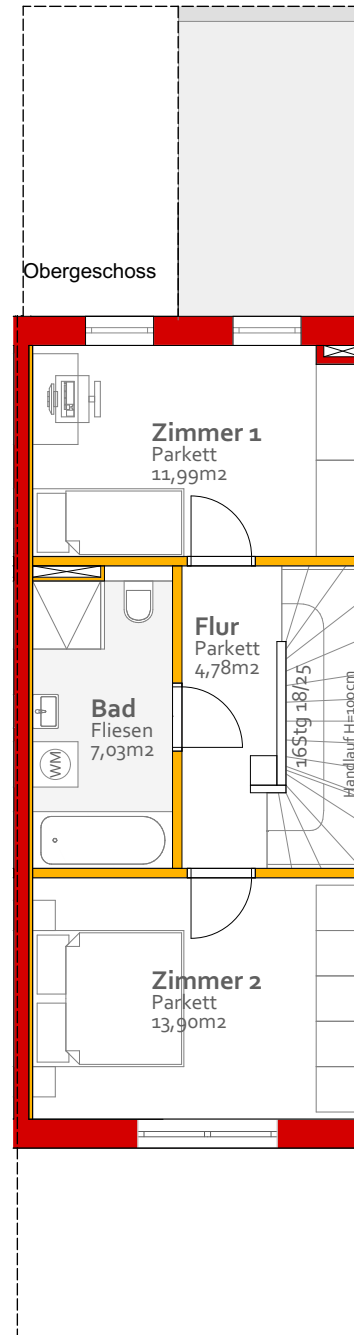 Obergeschoss
Zimmer 1
Parkett
11,99m2
Flur
Parkett
4,78m2
16Stg 18/25
Handlauf H=100cm
Bad
Fliesen
7,03m2
WM
Zimmer 2
Parkett
13,90m2